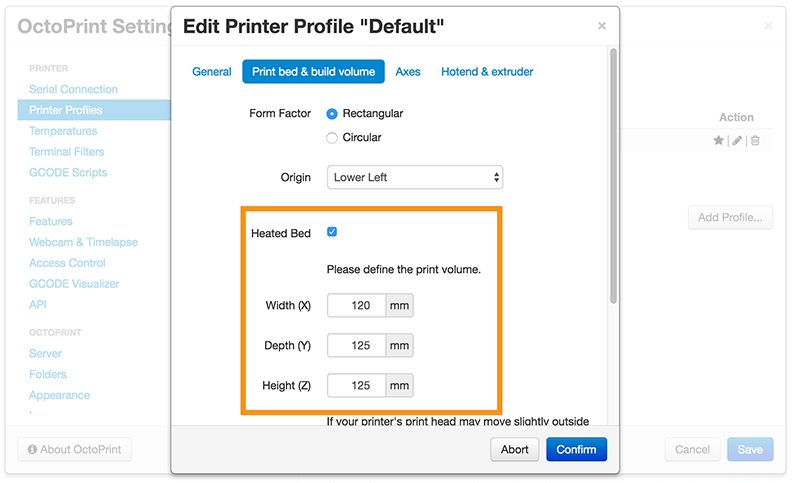 OctoPrint Setting
Edit Printer Profile "Default"
×
×
PRINTER
Serial Connection
Printer Profiles
Temperatures
Terminal Filters
GCODE Scripts
FEATURES
Features
Webcam & Timelapse
Access Control
GCODE Visualizer
API
OCTOPRINT
Server
Folders
Appearance
General
Print bed & build volume
Axes
Hotend & extruder
Form Factor
Rectangular
Circular
Origin
Lower Left
Heated Bed
Please define the print volume.
Width (X) 120 mm
Depth (Y) 125 mm
Height (Z) 125 mm
If your printer's print head may move slightly outside
Abort
Confirm
Action
Add Profile...
About OctoPrint
Cancel
Save